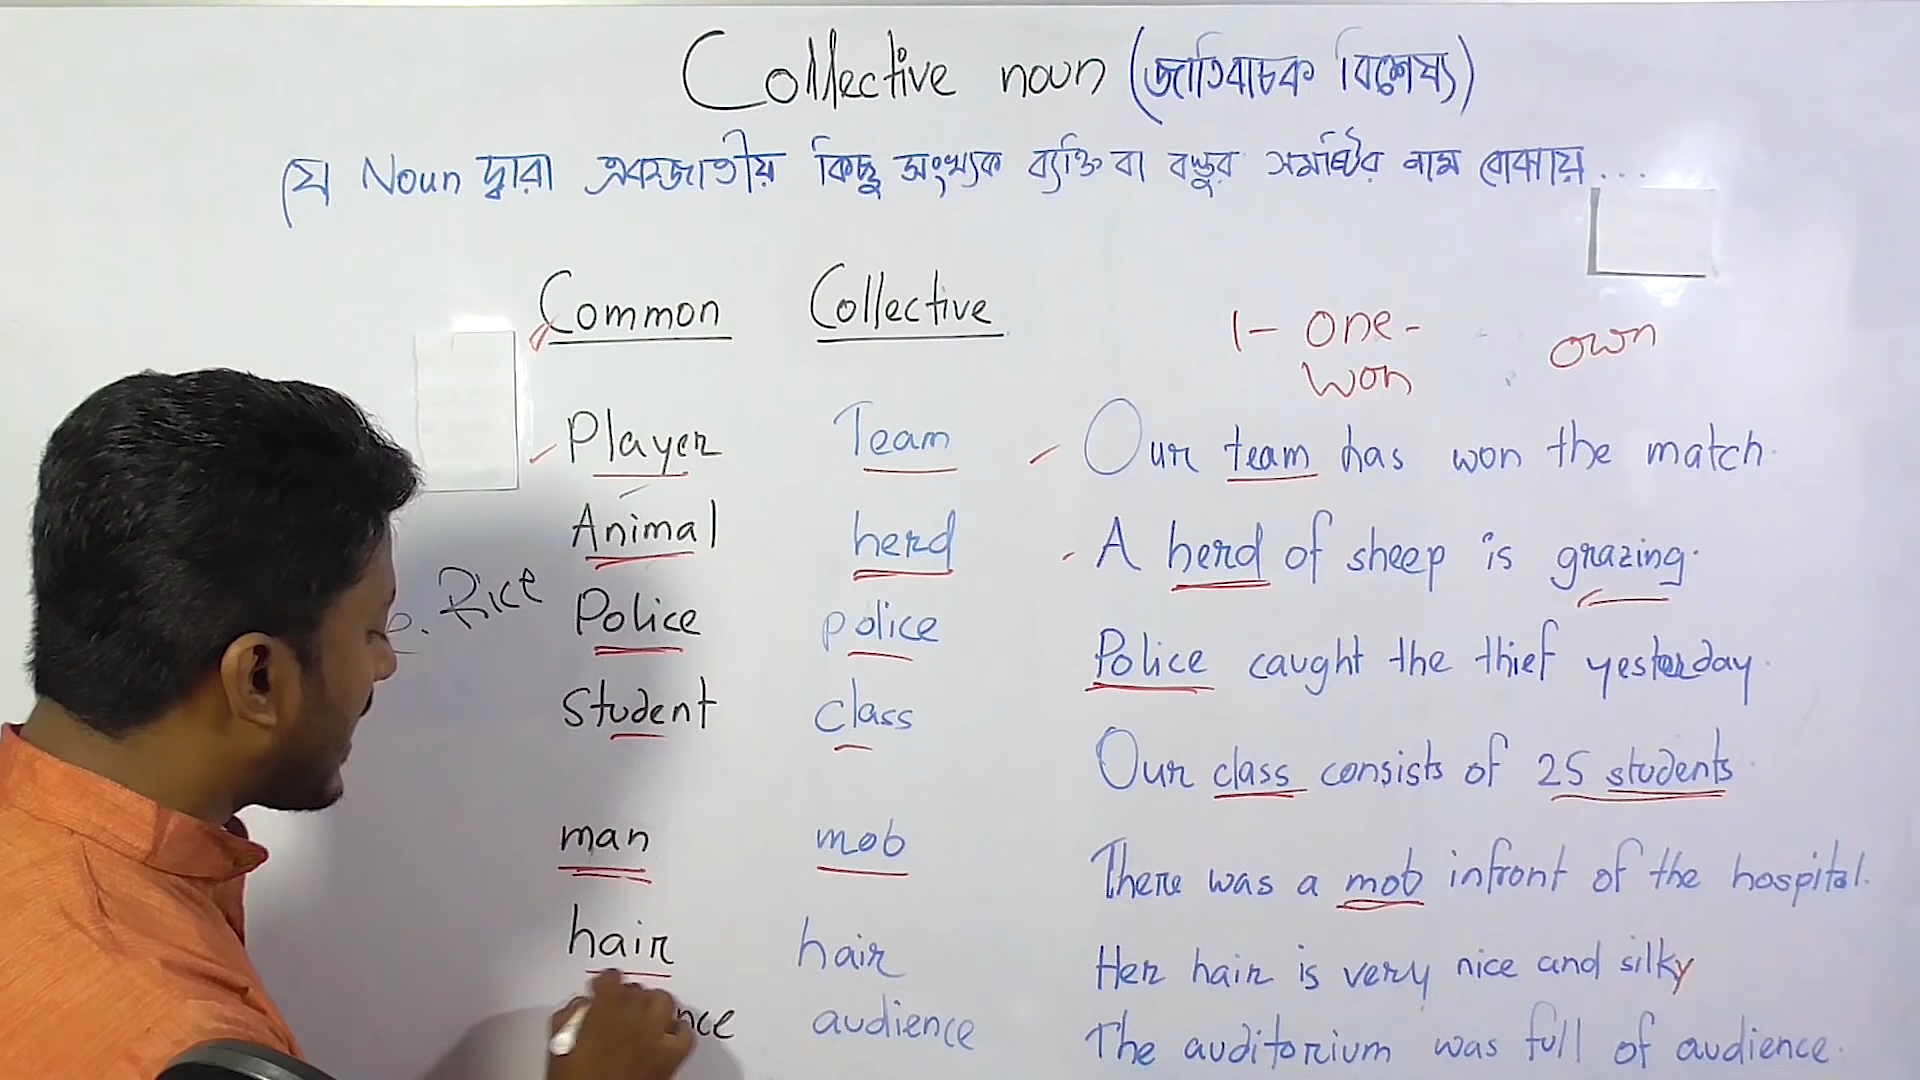 Collective noun (জাতিবাচক বিশেষ্য)
যে Noun দ্বারা একজাতীয় কিছু সংখ্যক ব্যক্তি বা বস্তুর সমষ্টির নাম বোঝায়...
Common Collective
1- one- own
won
Player Team Our team has won the match.
Animal herd A herd of sheep is grazing.
Rice
Police police Police caught the thief yesterday.
Student class Our class consists of 25 students.
man mob There was a mob infront of the hospital.
hair hair Her hair is very nice and silky
audience The auditorium was full of audience.